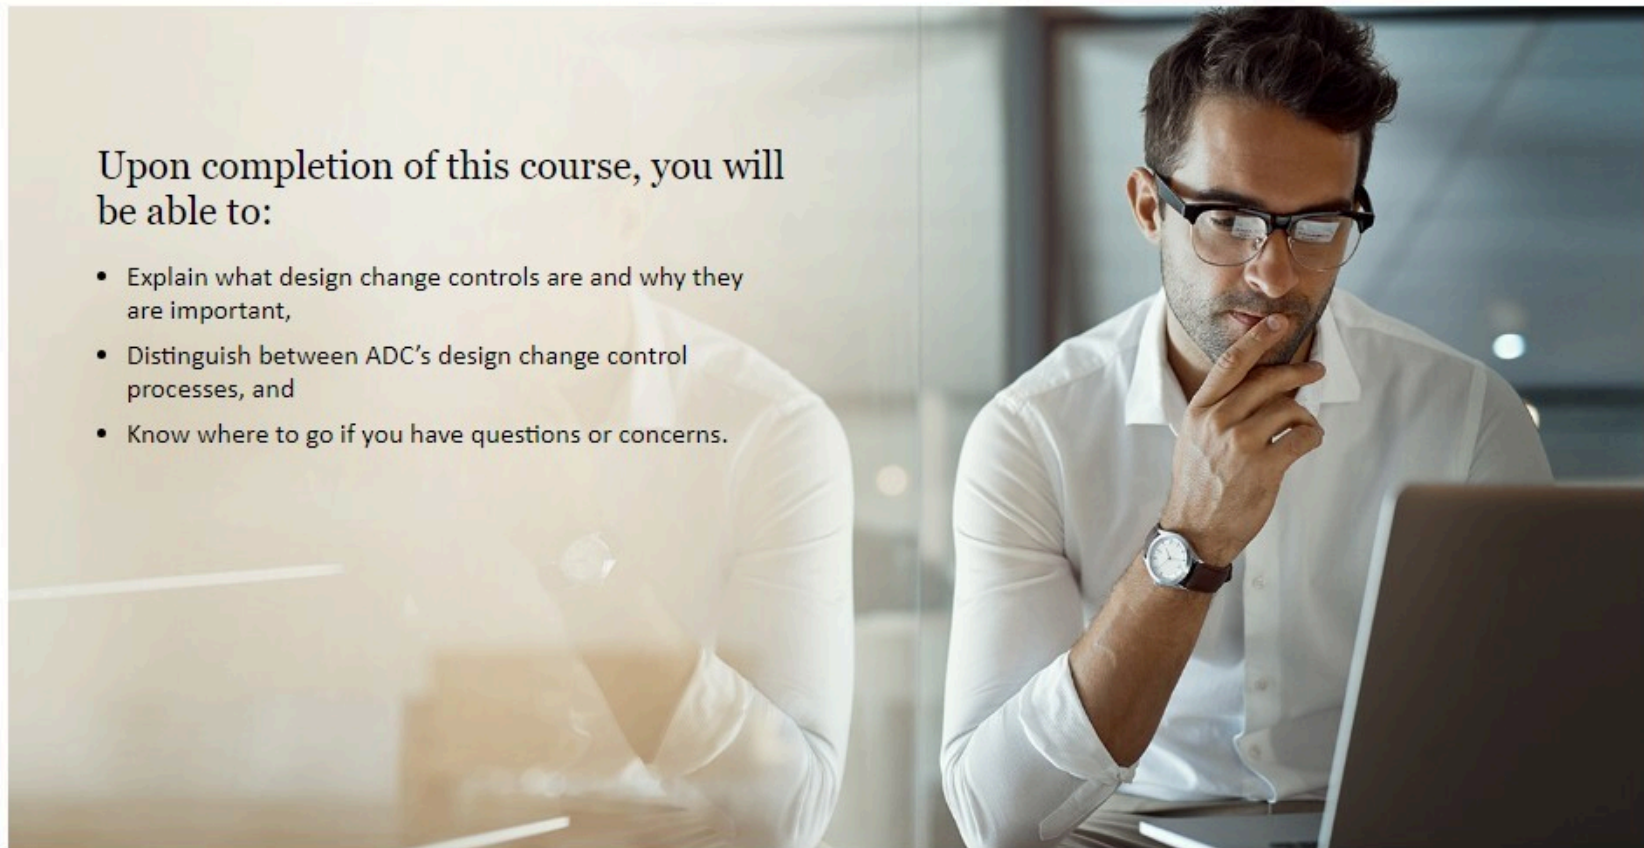 Upon completion of this course, you will
be able to:
• Explain what design change controls are and why they
are important,
• Distinguish between ADC’s design change control
processes, and
• Know where to go if you have questions or concerns.